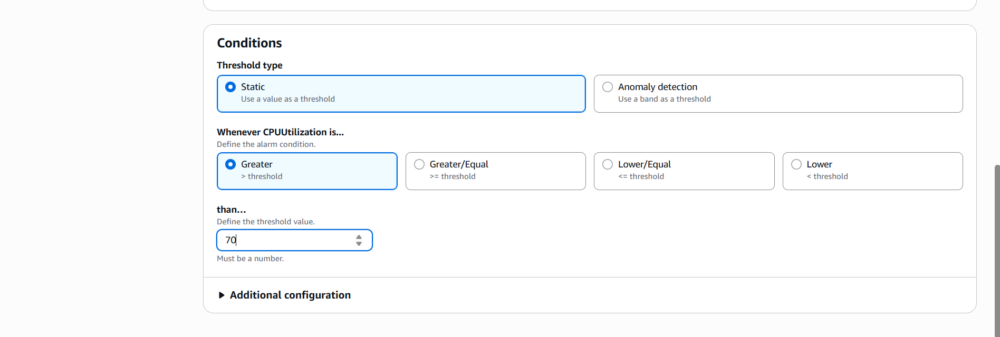 Conditions
Threshold type
Static
Use a value as a threshold
Anomaly detection
Use a band as a threshold
Whenever CPUUtilization is...
Define the alarm condition.
Greater
> threshold
Greater/Equal
>= threshold
Lower/Equal
<= threshold
Lower
< threshold
than...
Define the threshold value.
70
Must be a number.
Additional configuration